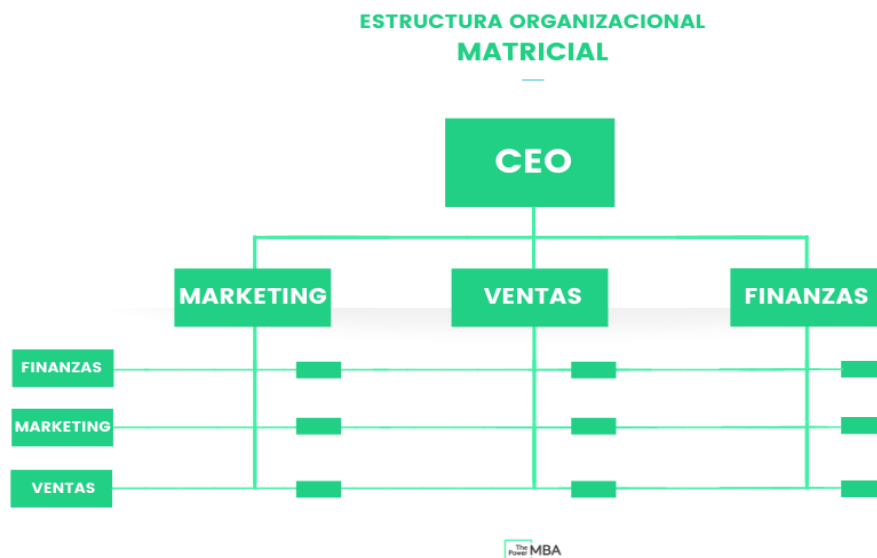 ESTRUCTURA ORGANIZACIONAL
MATRICIAL
CEO
MARKETING
VENTAS
FINANZAS
FINANZAS
MARKETING
VENTAS
The
Power MBA